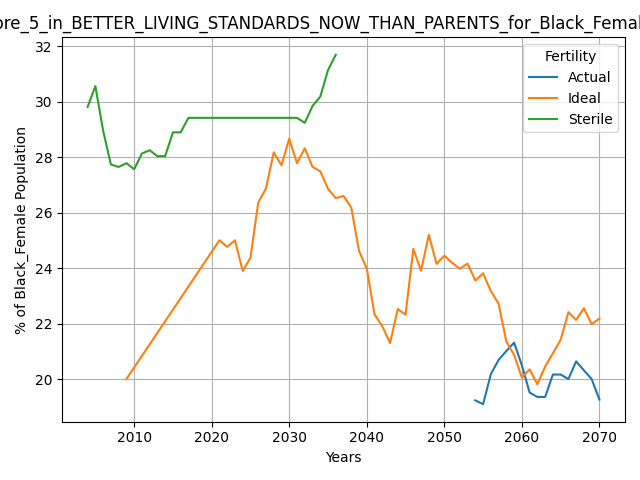 ore_5_in_BETTER_LIVING_STANDARDS_NOW_THAN_PARENTS_for_Black_Femal
32
30
28
26
24
22
20
% of Black_Female Population
Fertility
Actual
Ideal
Sterile
2010 2020 2030 2040 2050 2060 2070
Years